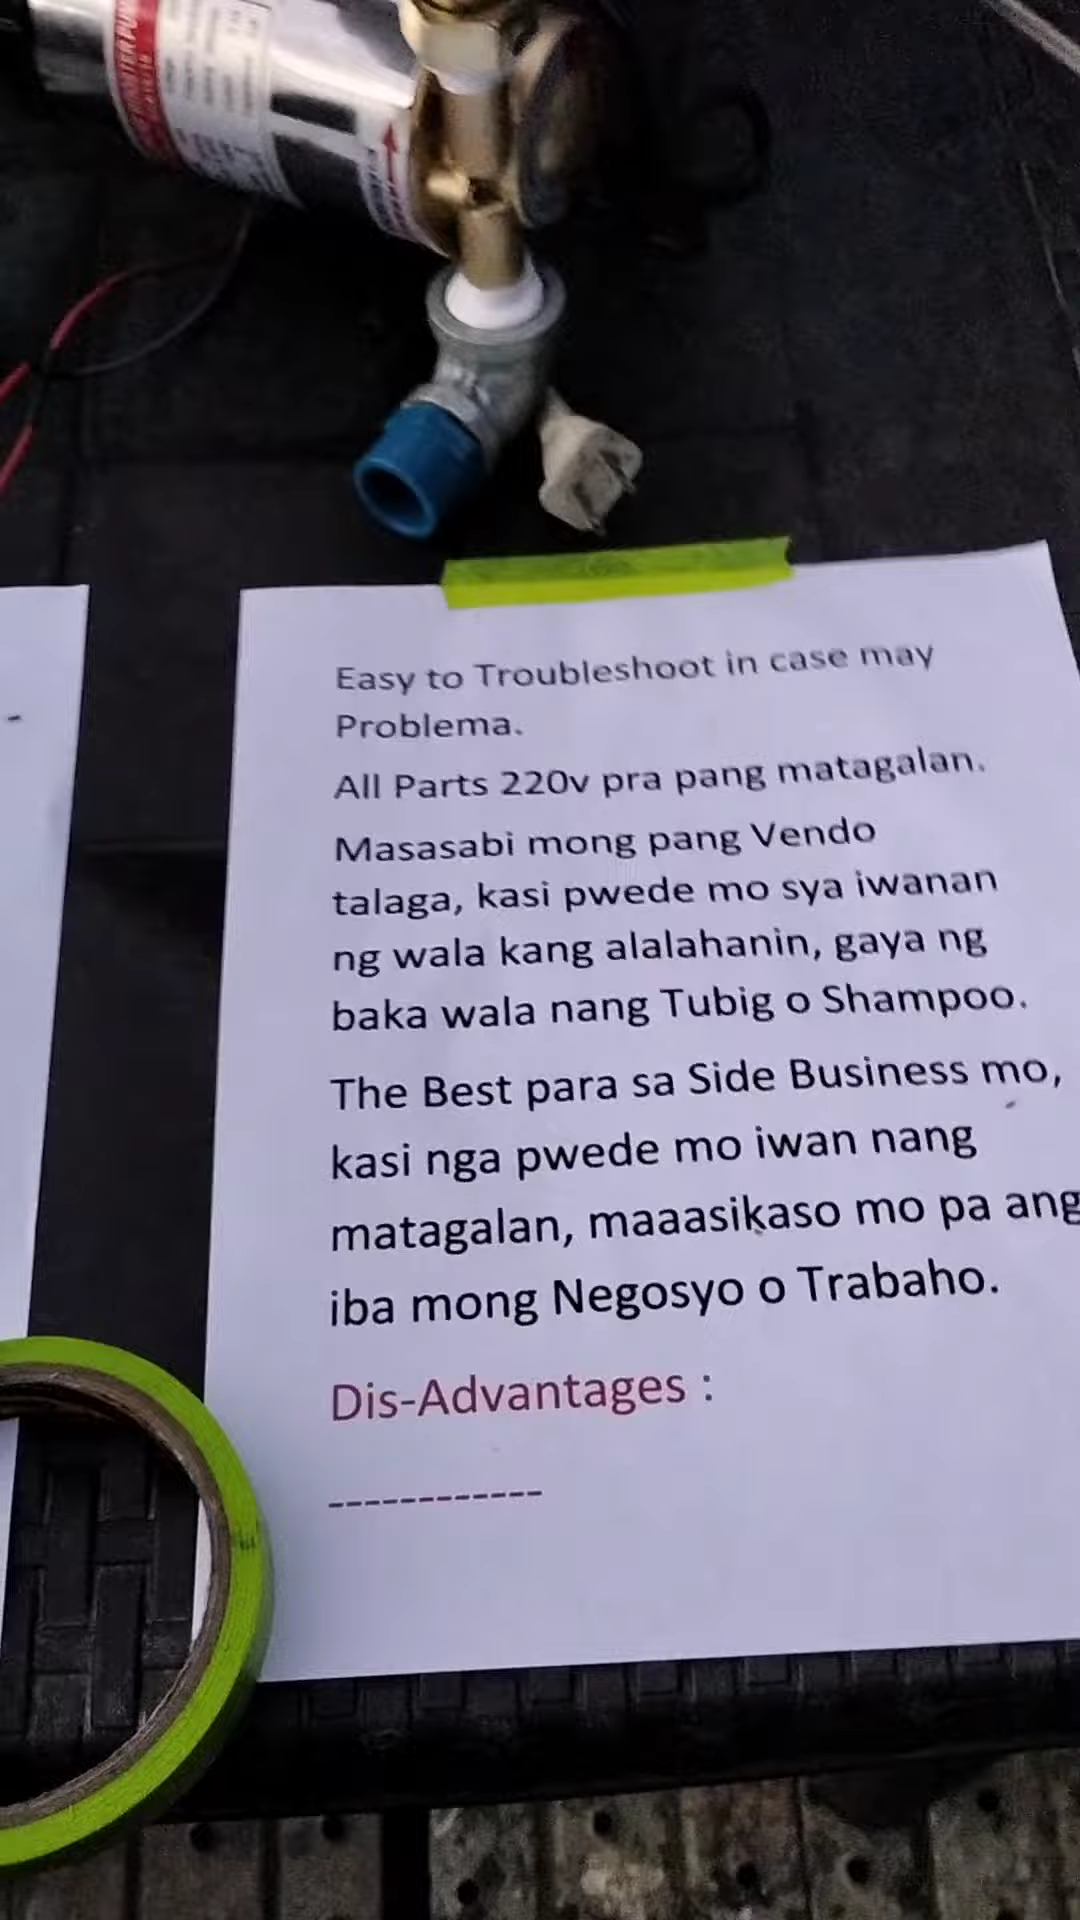 Easy to Troubleshoot in case may
Problema.
All Parts 220v pra pang matagalan.
Masasabi mong pang Vendo
talaga, kasi pwede mo sya iwanan
ng wala kang alalahanin, gaya ng
baka wala nang Tubig o Shampoo.
The Best para sa Side Business mo,
kasi nga pwede mo iwan nang
matagalan, maaasikaso mo pa ang
iba mong Negosyo o Trabaho.
Dis-Advantages :
------------